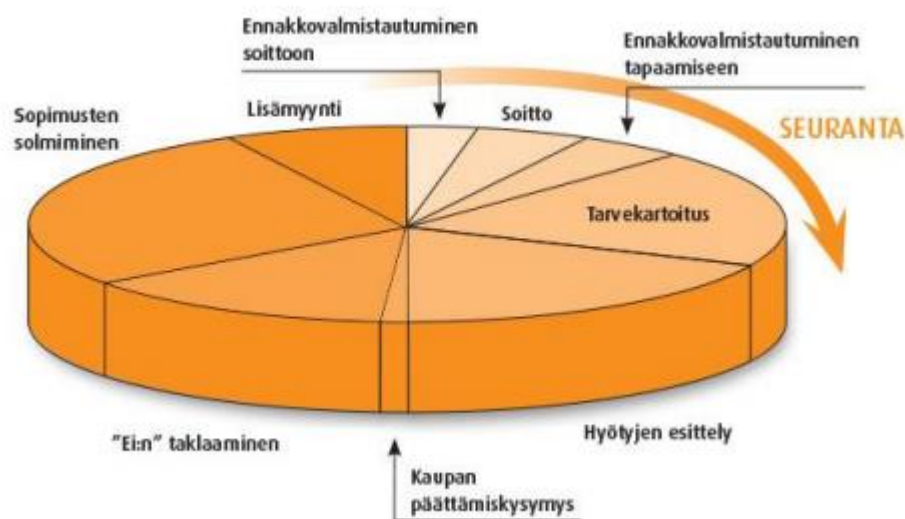 Ennakkovalmistautuminen
soittoon
Ennakkovalmistautuminen
tapaamiseen
Sopimusten
solmiminen
Lisämyynti
Soitto
SEURANTA
Tarvekartoitus
"Ei:n" taklaaminen
Hyötyjen esittely
Kaupan
päättämiskysymys